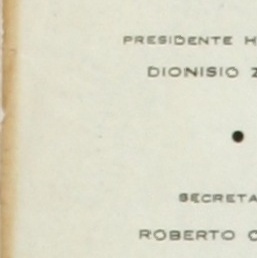 PRESIDENTE H
DIONISIO
SECRETA
ROBERTO